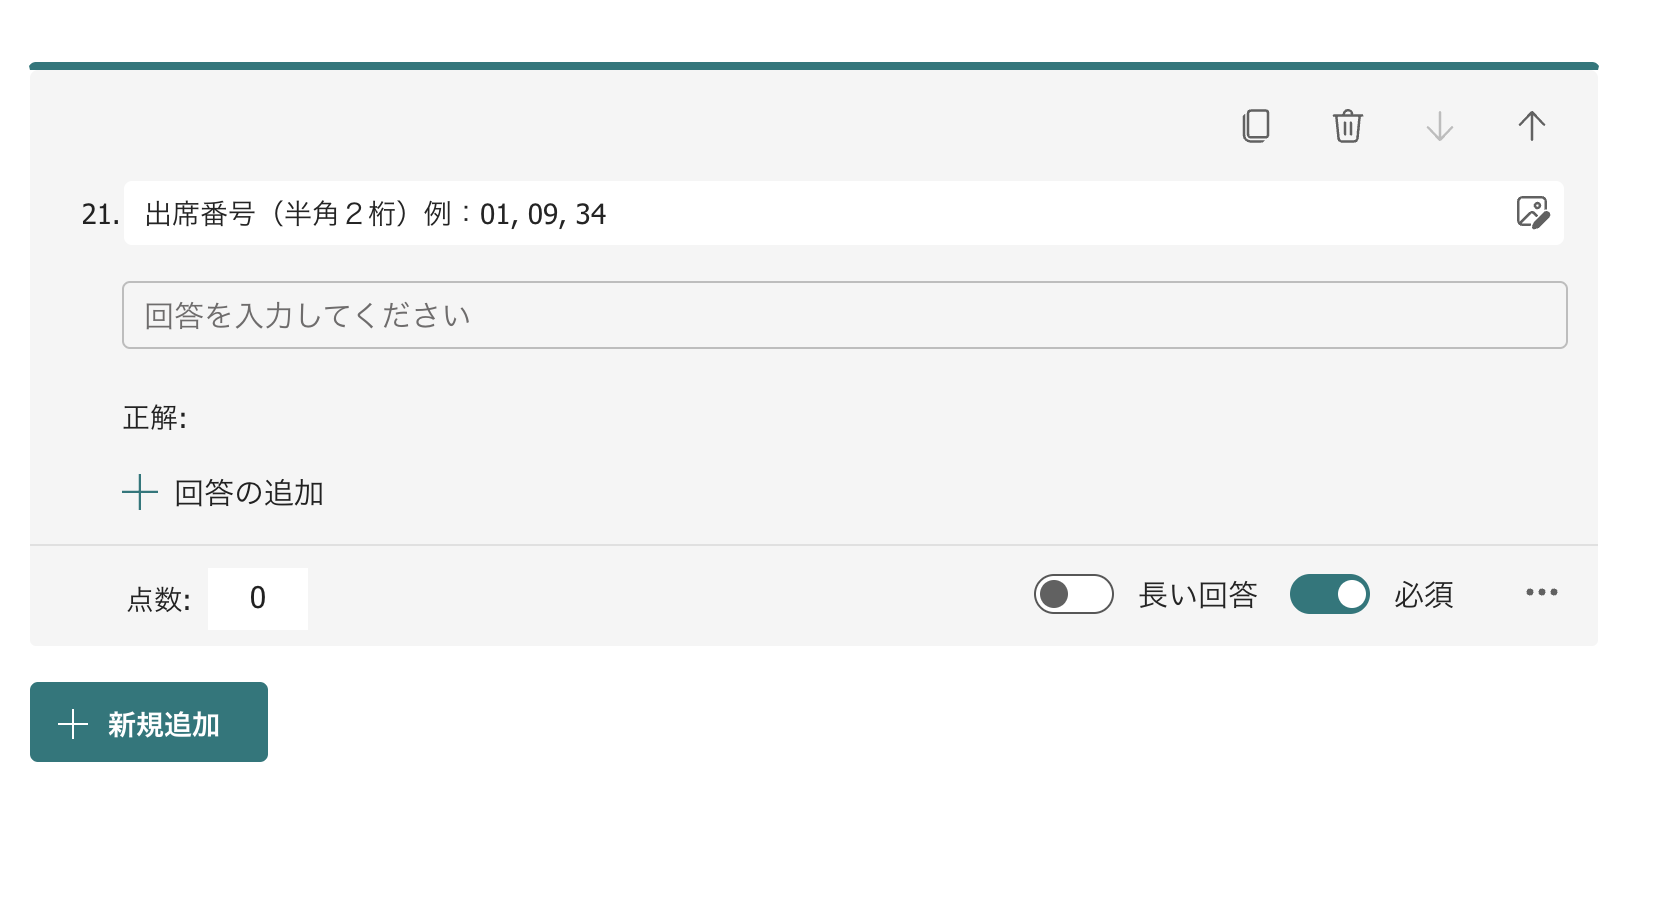 21. 出席番号（半角２桁）例：01, 09, 34
回答を入力してください
正解:
回答の追加
点数: 0 長い回答 必須
新規追加